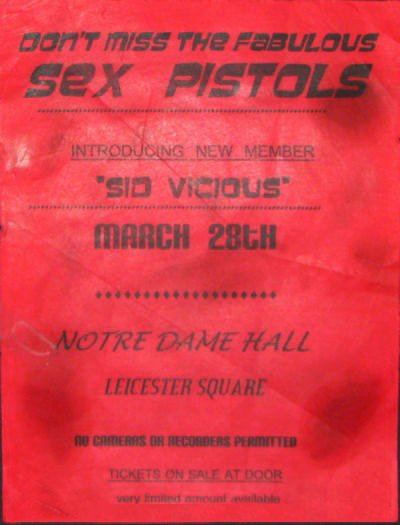 Don't miss the fabulous
Sex Pistols
INTRODUCING NEW MEMBER
"Sid Vicious"
March 28th
NOTRE DAME HALL
LEICESTER SQUARE
NO CAMERAS OR RECORDERS PERMITTED
TICKETS ON SALE AT DOOR
very limited amount available